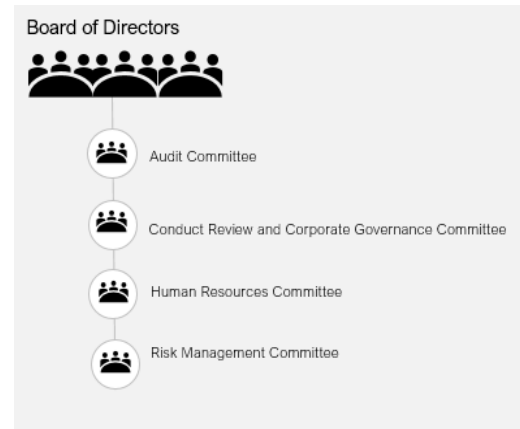 Board of Directors
Audit Committee
Conduct Review and Corporate Governance Committee
Human Resources Committee
Risk Management Committee